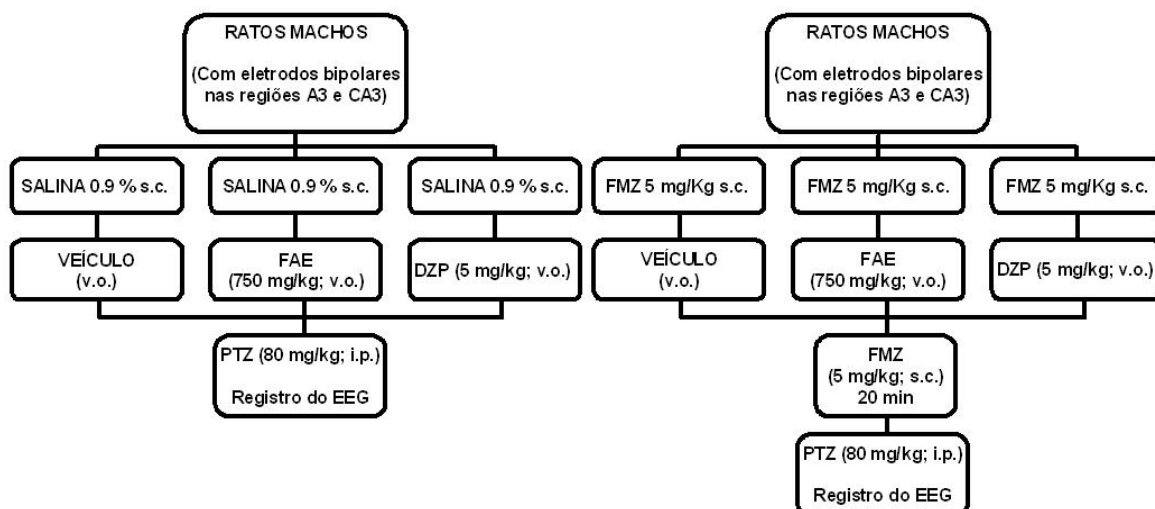 RATOS MACHOS
(Com eletrodos bipolares
nas regiões A3 e CA3)
SALINA 0.9 % s.c.
SALINA 0.9 % s.c.
SALINA 0.9 % s.c.
VEÍCULO
(v.o.)
FAE
(750 mg/kg; v.o.)
DZP (5 mg/kg; v.o.)
PTZ (80 mg/kg; i.p.)
Registro do EEG
RATOS MACHOS
(Com eletrodos bipolares
nas regiões A3 e CA3)
FMZ 5 mg/Kg s.c.
FMZ 5 mg/Kg s.c.
FMZ 5 mg/Kg s.c.
VEÍCULO
(v.o.)
FAE
(750 mg/kg; v.o.)
DZP (5 mg/kg; v.o.)
FMZ
(5 mg/kg; s.c.)
20 min
PTZ (80 mg/kg; i.p.)
Registro do EEG